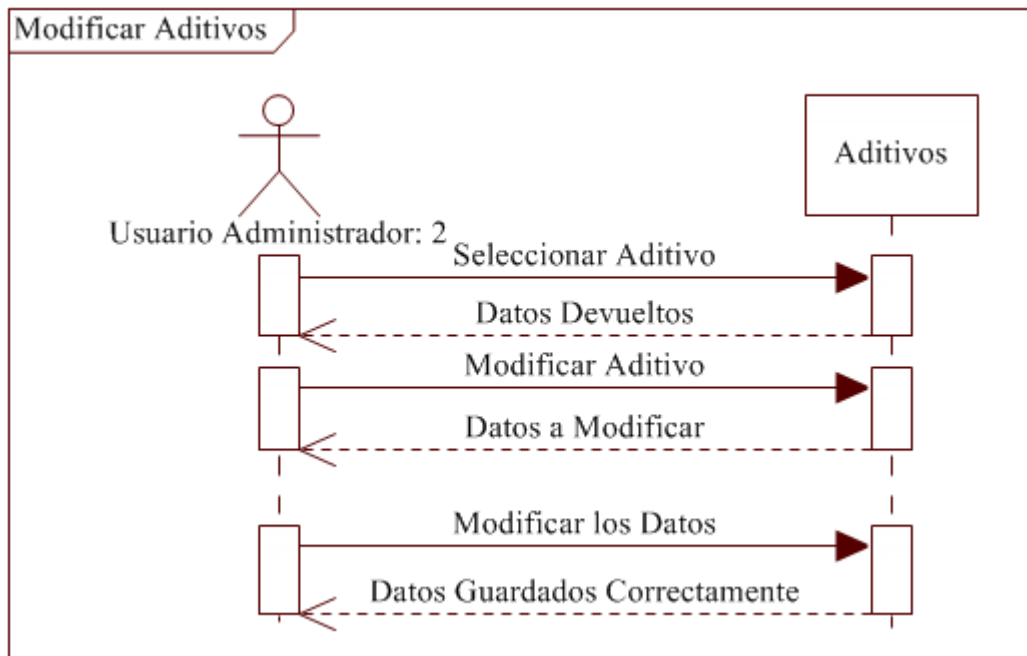 Modificar Aditivos
Aditivos
Usuario Administrador: 2
Seleccionar Aditivo
Datos Devueltos
Modificar Aditivo
Datos a Modificar
Modificar los Datos
Datos Guardados Correctamente